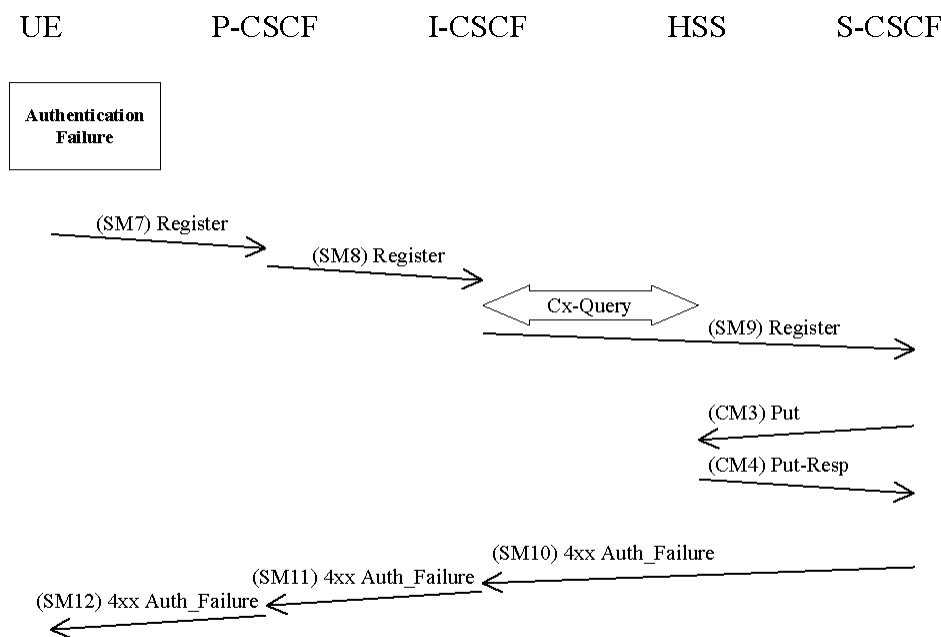 UE P-CSCF I-CSCF HSS S-CSCF
Authentication
Failure
(SM7) Register
(SM8) Register
Cx-Query
(SM9) Register
(CM3) Put
(CM4) Put-Resp
(SM10) 4xx Auth_Failure
(SM11) 4xx Auth_Failure
(SM12) 4xx Auth_Failure